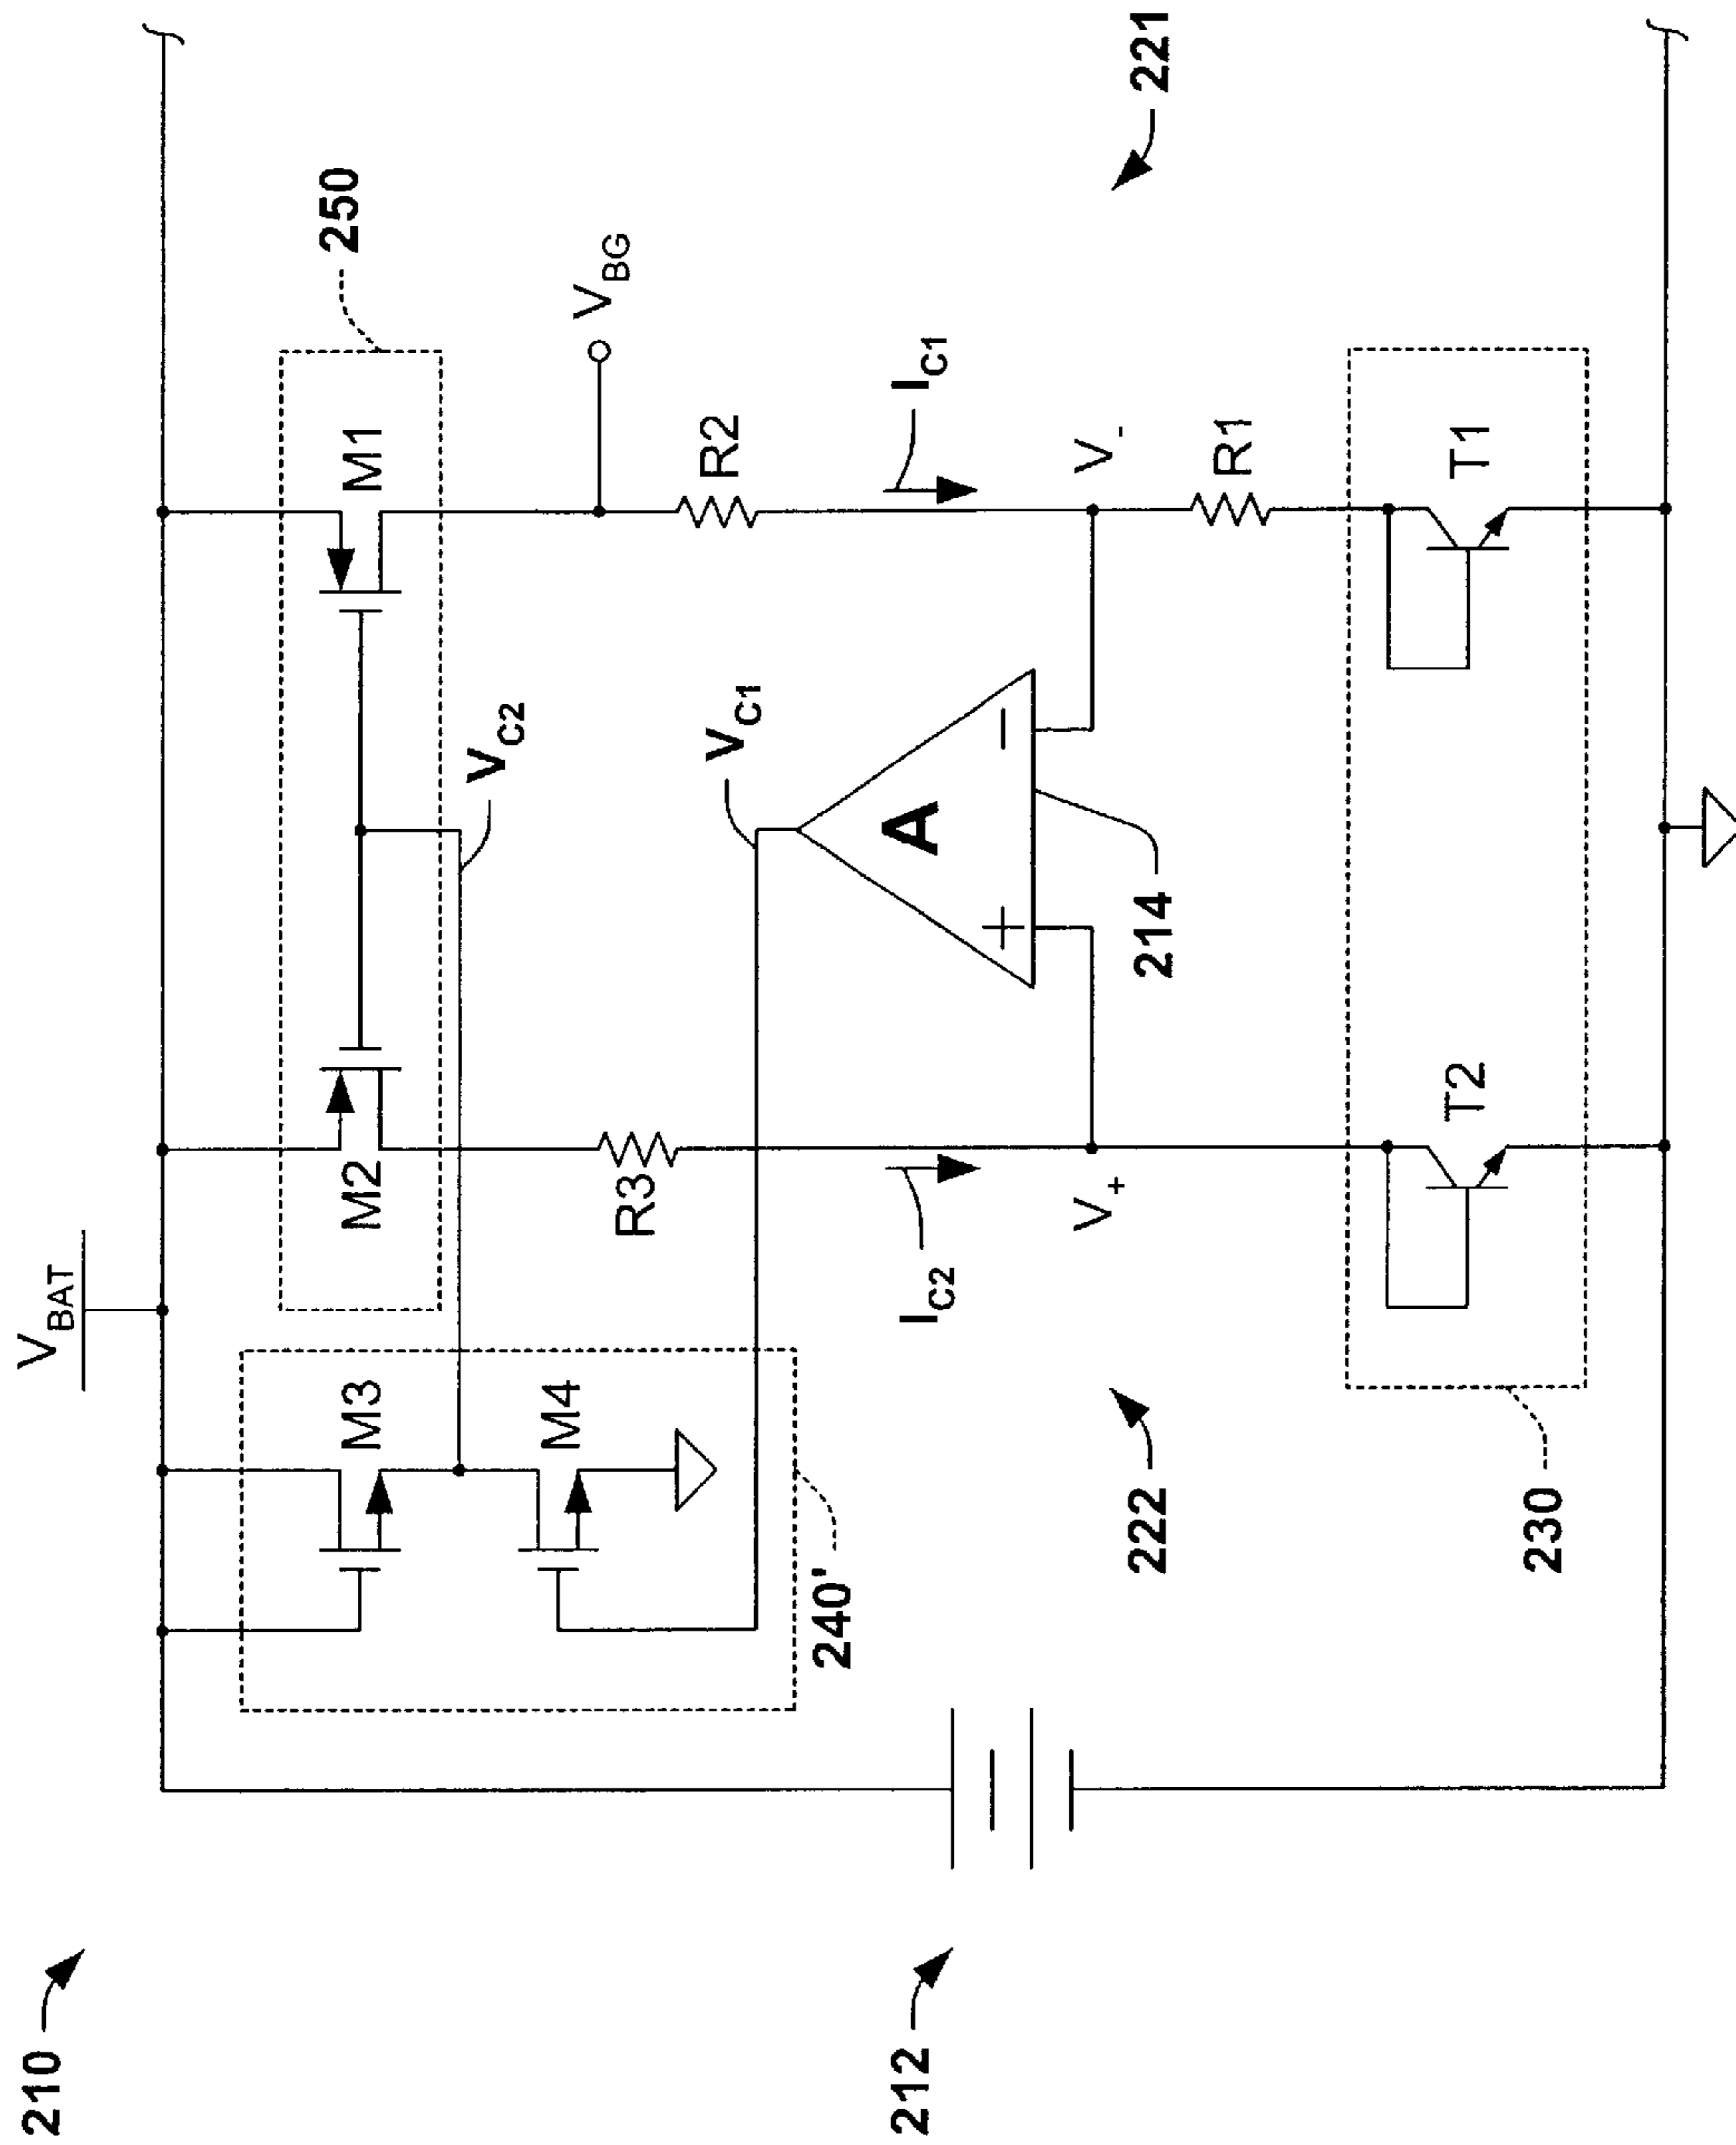 210
212
V_BAT
M3
M4
240'
M2
M1
250
V_C2
V_BG
R3
R2
V_C1
I_C2
I_C1
A
+
−
214
V_+
V_-
222
221
R1
T2
T1
230